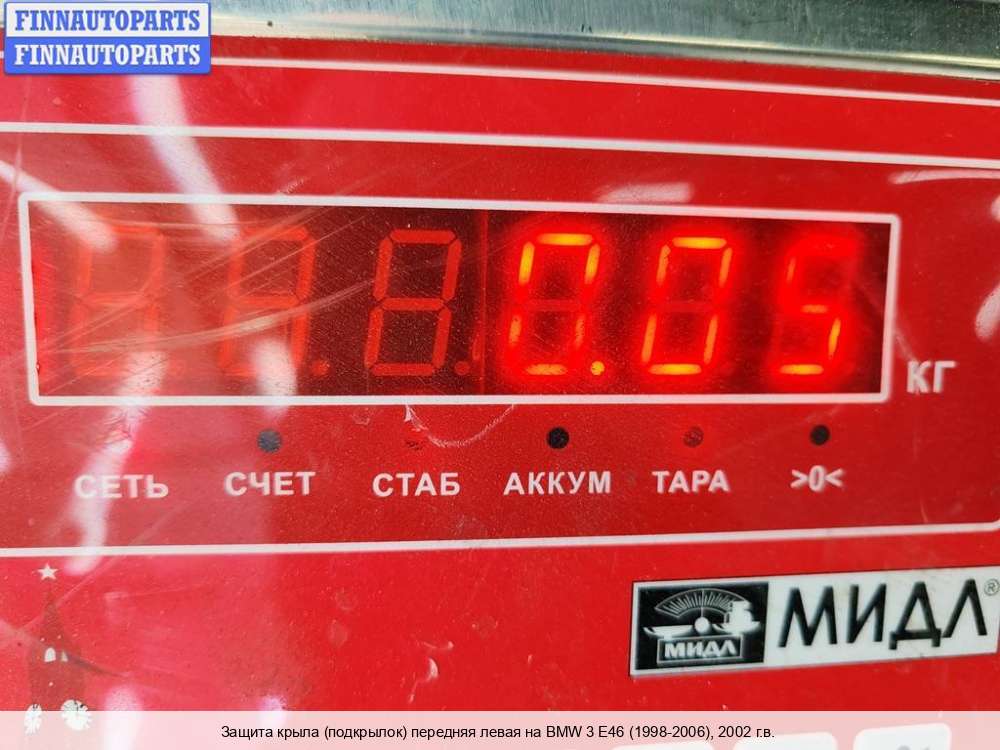 FINNAUTOPARTS
FINNAUTOPARTS
0.05
КГ
СЕТЬ СЧЕТ СТАБ АККУМ ТАРА >0<
МИДЛ МИДЛ®
Защита крыла (подкрылок) передняя левая на BMW 3 E46 (1998-2006), 2002 г.в.